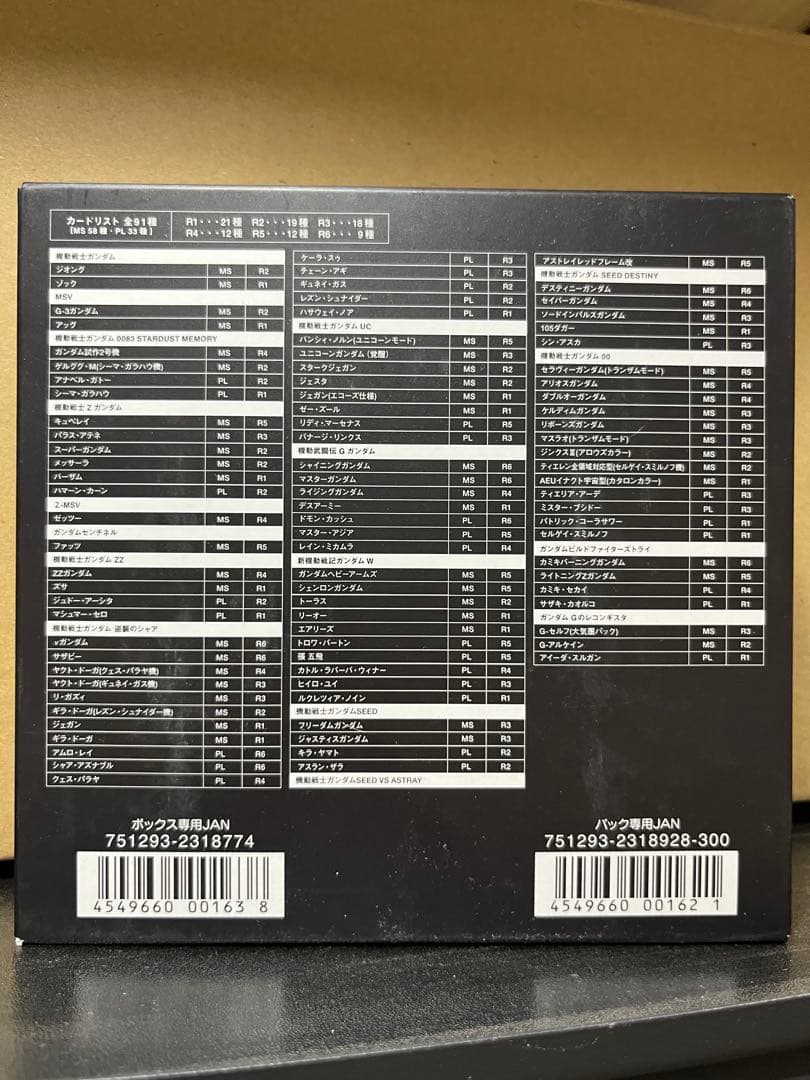 カードリスト 全91種
[MS 58種・PL 33種]
R1・・・21種 R2・・・19種 R3・・・18種
R4・・・12種 R5・・・12種 R6・・・ 9種
機動戦士ガンダム
ジオング MS R2
ゾック MS R1
MSV
G-3ガンダム MS R2
アッグ MS R1
機動戦士ガンダム 0083 STARDUST MEMORY
ガンダム試作2号機 MS R4
ゲルググ・M(シーマ・ガラハウ機) MS R2
アナベル・ガトー PL R2
シーマ・ガラハウ PL R1
機動戦士 Z ガンダム
キュベレイ MS R5
パラス・アテネ MS R3
スーパーガンダム MS R2
メッサーラ MS R2
バーザム MS R1
ハマーン・カーン PL R2
Z-MSV
ゼッツー MS R4
ガンダムセンチネル
ファッツ MS R5
機動戦士ガンダム ZZ
ZZガンダム MS R4
ズサ MS R1
ジュドー・アーシタ PL R2
マシュマー・セロ PL R1
機動戦士ガンダム 逆襲のシャア
νガンダム MS R6
サザビー MS R6
ヤクト・ドーガ(クェス・パラヤ機) MS R4
ヤクト・ドーガ(ギュネイ・ガス機) MS R3
リ・ガズィ MS R3
ギラ・ドーガ(レズン・シュナイダー機) MS R2
ジェガン MS R1
ギラ・ドーガ MS R1
アムロ・レイ PL R6
シャア・アズナブル PL R6
クェス・パラヤ PL R4
ケーラ・スゥ PL R3
チェーン・アギ PL R3
ギュネイ・ガス PL R2
レズン・シュナイダー PL R2
ハサウェイ・ノア PL R1
機動戦士ガンダム UC
バンシィ・ノルン(ユニコーンモード) MS R5
ユニコーンガンダム(覚醒) MS R3
スタークジェガン MS R2
ジェスタ MS R2
ジェガン(エコーズ仕様) MS R1
ゼー・ズール MS R1
リディ・マーセナス PL R5
バナージ・リンクス PL R3
機動武闘伝 G ガンダム
シャイニングガンダム MS R6
マスターガンダム MS R6
ライジングガンダム MS R4
デスアーミー MS R1
ドモン・カッシュ PL R6
マスター・アジア PL R5
レイン・ミカムラ PL R4
新機動戦記ガンダム W
ガンダムヘビーアームズ MS R5
シェンロンガンダム MS R5
トーラス MS R2
リーオー MS R1
エアリーズ MS R1
トロワ・バートン PL R5
張 五飛 PL R5
カトル・ラバーバ・ウィナー PL R4
ヒイロ・ユイ PL R3
ルクレツィア・ノイン PL R1
機動戦士ガンダムSEED
フリーダムガンダム MS R3
ジャスティスガンダム MS R3
キラ・ヤマト PL R2
アスラン・ザラ PL R2
機動戦士ガンダムSEED VS ASTRAY
アストレイレッドフレーム改 MS R5
機動戦士ガンダム SEED DESTINY
デスティニーガンダム MS R6
セイバーガンダム MS R4
ソードインパルスガンダム MS R3
105ダガー MS R1
シン・アスカ PL R3
機動戦士ガンダム 00
セラヴィーガンダム(トランザムモード) MS R5
アリオスガンダム MS R4
ダブルオーガンダム MS R4
ケルディムガンダム MS R3
リボーンズガンダム MS R3
マスラオ(トランザムモード) MS R3
ジンクスⅢ(アロウズカラー) MS R2
ティエレン全領域対応型(セルゲイ・スミルノフ機) MS R2
AEUイナクト宇宙型(カタロンカラー) MS R1
ティエリア・アーデ PL R3
ミスター・ブシドー PL R3
パトリック・コーラサワー PL R1
セルゲイ・スミルノフ PL R1
ガンダムビルドファイターズトライ
カミキバーニングガンダム MS R6
ライトニングZガンダム MS R5
カミキ・セカイ PL R4
サザキ・カオルコ PL R1
ガンダム Gのレコンギスタ
G-セルフ(大気圏パック) MS R3
G-アルケイン MS R2
アイーダ・スルガン PL R1
ボックス専用JAN
751293-2318774
4549660 00163 8
パック専用JAN
751293-2318928-300
4549660 00162 1